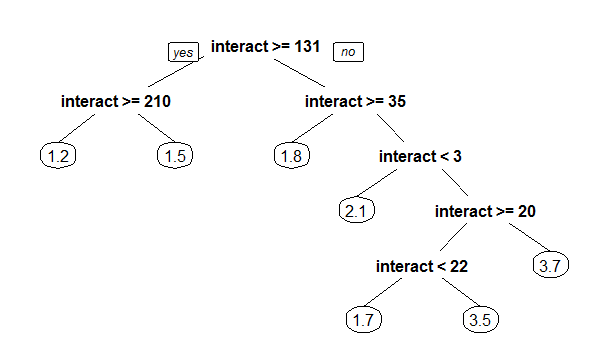 yes
interact >= 131
no
interact >= 210
interact >= 35
1.2
1.5
1.8
interact < 3
2.1
interact >= 20
interact < 22
3.7
1.7
3.5